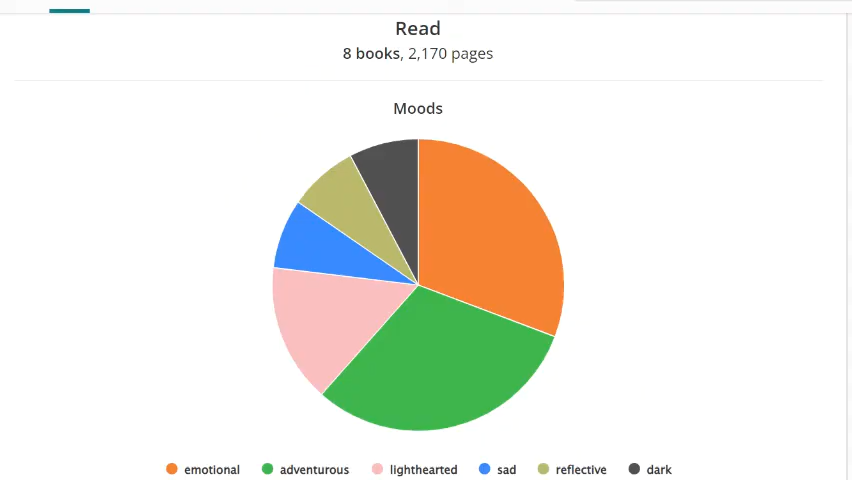 Read
8 books, 2,170 pages
Moods
emotional adventurous lighthearted sad reflective dark